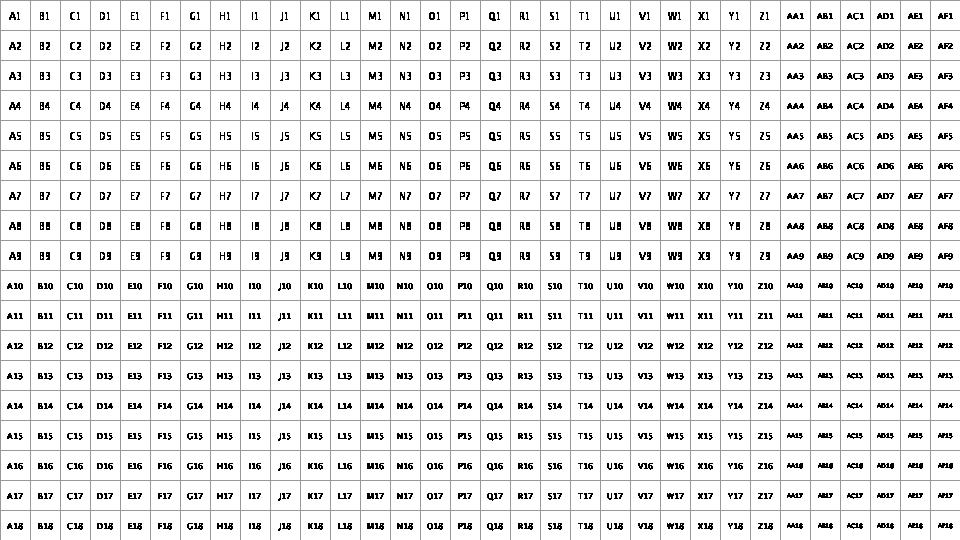 A1 B1 C1 D1 E1 F1 G1 H1 I1 J1 K1 L1 M1 N1 O1 P1 Q1 R1 S1 T1 U1 V1 W1 X1 Y1 Z1 AA1 AB1 AC1 AD1 AE1 AF1
A2 B2 C2 D2 E2 F2 G2 H2 I2 J2 K2 L2 M2 N2 O2 P2 Q2 R2 S2 T2 U2 V2 W2 X2 Y2 Z2 AA2 AB2 AC2 AD2 AE2 AF2
A3 B3 C3 D3 E3 F3 G3 H3 I3 J3 K3 L3 M3 N3 O3 P3 Q3 R3 S3 T3 U3 V3 W3 X3 Y3 Z3 AA3 AB3 AC3 AD3 AE3 AF3
A4 B4 C4 D4 E4 F4 G4 H4 I4 J4 K4 L4 M4 N4 O4 P4 Q4 R4 S4 T4 U4 V4 W4 X4 Y4 Z4 AA4 AB4 AC4 AD4 AE4 AF4
A5 B5 C5 D5 E5 F5 G5 H5 I5 J5 K5 L5 M5 N5 O5 P5 Q5 R5 S5 T5 U5 V5 W5 X5 Y5 Z5 AA5 AB5 AC5 AD5 AE5 AF5
A6 B6 C6 D6 E6 F6 G6 H6 I6 J6 K6 L6 M6 N6 O6 P6 Q6 R6 S6 T6 U6 V6 W6 X6 Y6 Z6 AA6 AB6 AC6 AD6 AE6 AF6
A7 B7 C7 D7 E7 F7 G7 H7 I7 J7 K7 L7 M7 N7 O7 P7 Q7 R7 S7 T7 U7 V7 W7 X7 Y7 Z7 AA7 AB7 AC7 AD7 AE7 AF7
A8 B8 C8 D8 E8 F8 G8 H8 I8 J8 K8 L8 M8 N8 O8 P8 Q8 R8 S8 T8 U8 V8 W8 X8 Y8 Z8 AA8 AB8 AC8 AD8 AE8 AF8
A9 B9 C9 D9 E9 F9 G9 H9 I9 J9 K9 L9 M9 N9 O9 P9 Q9 R9 S9 T9 U9 V9 W9 X9 Y9 Z9 AA9 AB9 AC9 AD9 AE9 AF9
A10 B10 C10 D10 E10 F10 G10 H10 I10 J10 K10 L10 M10 N10 O10 P10 Q10 R10 S10 T10 U10 V10 W10 X10 Y10 Z10 AA10 AB10 AC10 AD10 AE10 AF10
A11 B11 C11 D11 E11 F11 G11 H11 I11 J11 K11 L11 M11 N11 O11 P11 Q11 R11 S11 T11 U11 V11 W11 X11 Y11 Z11 AA11 AB11 AC11 AD11 AE11 AF11
A12 B12 C12 D12 E12 F12 G12 H12 I12 J12 K12 L12 M12 N12 O12 P12 Q12 R12 S12 T12 U12 V12 W12 X12 Y12 Z12 AA12 AB12 AC12 AD12 AE12 AF12
A13 B13 C13 D13 E13 F13 G13 H13 I13 J13 K13 L13 M13 N13 O13 P13 Q13 R13 S13 T13 U13 V13 W13 X13 Y13 Z13 AA13 AB13 AC13 AD13 AE13 AF13
A14 B14 C14 D14 E14 F14 G14 H14 I14 J14 K14 L14 M14 N14 O14 P14 Q14 R14 S14 T14 U14 V14 W14 X14 Y14 Z14 AA14 AB14 AC14 AD14 AE14 AF14
A15 B15 C15 D15 E15 F15 G15 H15 I15 J15 K15 L15 M15 N15 O15 P15 Q15 R15 S15 T15 U15 V15 W15 X15 Y15 Z15 AA15 AB15 AC15 AD15 AE15 AF15
A16 B16 C16 D16 E16 F16 G16 H16 I16 J16 K16 L16 M16 N16 O16 P16 Q16 R16 S16 T16 U16 V16 W16 X16 Y16 Z16 AA16 AB16 AC16 AD16 AE16 AF16
A17 B17 C17 D17 E17 F17 G17 H17 I17 J17 K17 L17 M17 N17 O17 P17 Q17 R17 S17 T17 U17 V17 W17 X17 Y17 Z17 AA17 AB17 AC17 AD17 AE17 AF17
A18 B18 C18 D18 E18 F18 G18 H18 I18 J18 K18 L18 M18 N18 O18 P18 Q18 R18 S18 T18 U18 V18 W18 X18 Y18 Z18 AA18 AB18 AC18 AD18 AE18 AF18